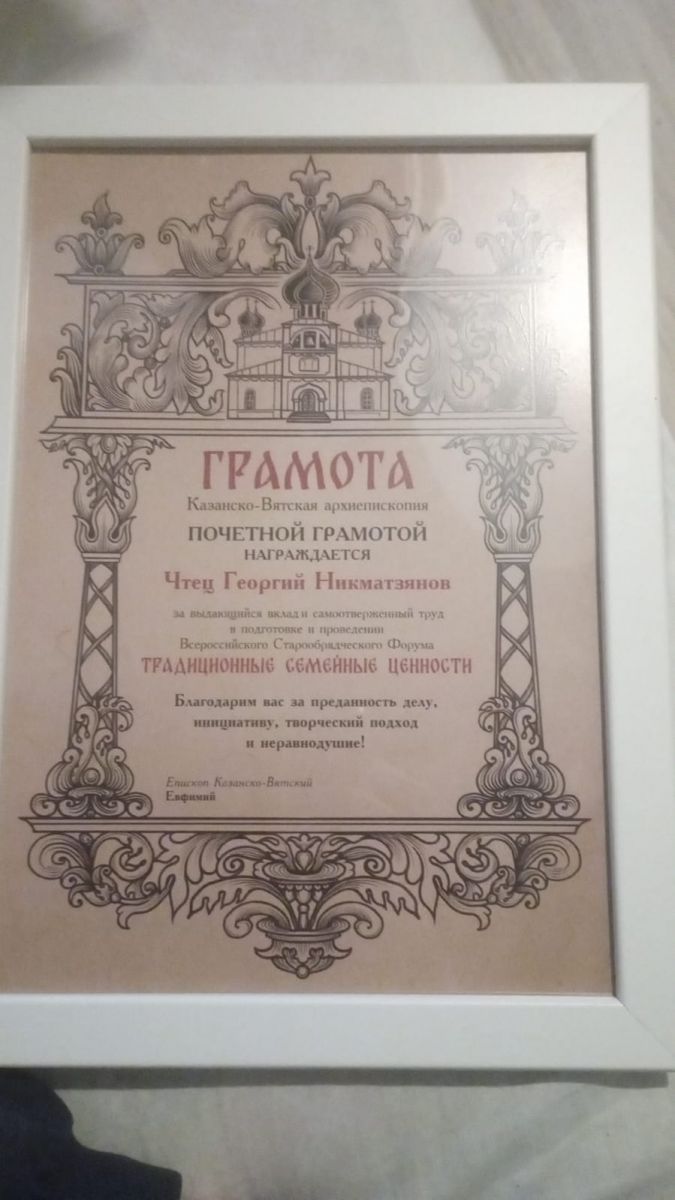 ГРАМОТА
Казанско-Вятская архиепископия
ПОЧЕТНОЙ ГРАМОТОЙ
НАГРАЖДАЕТСЯ
Чтец Георгий Никматзянов
за выдающийся вклад и самоотверженный труд
в подготовке и проведении
Всероссийского Старообрядческого Форума
ТРАДИЦИОННЫЕ СЕМЕЙНЫЕ ЦЕННОСТИ
Благодарим вас за преданность делу,
инициативу, творческий подход
и неравнодушие!
Епископ Казанско-Вятский
Евфимий